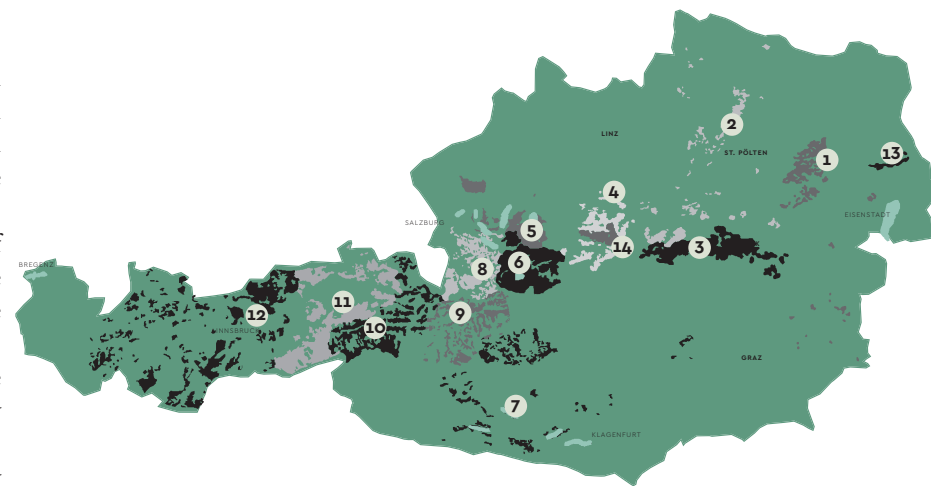 LINZ
2
ST. PÖLTEN
1
13
4
SALZBURG
EISENSTADT
5
14
3
BREGENZ
6
8
11
9
12
10
INNSBRUCK
GRAZ
7
KLAGENFURT